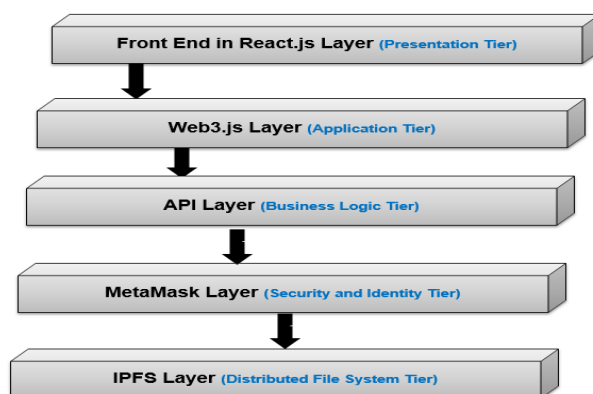 Front End in React.js Layer (Presentation Tier)
Web3.js Layer (Application Tier)
API Layer (Business Logic Tier)
MetaMask Layer (Security and Identity Tier)
IPFS Layer (Distributed File System Tier)